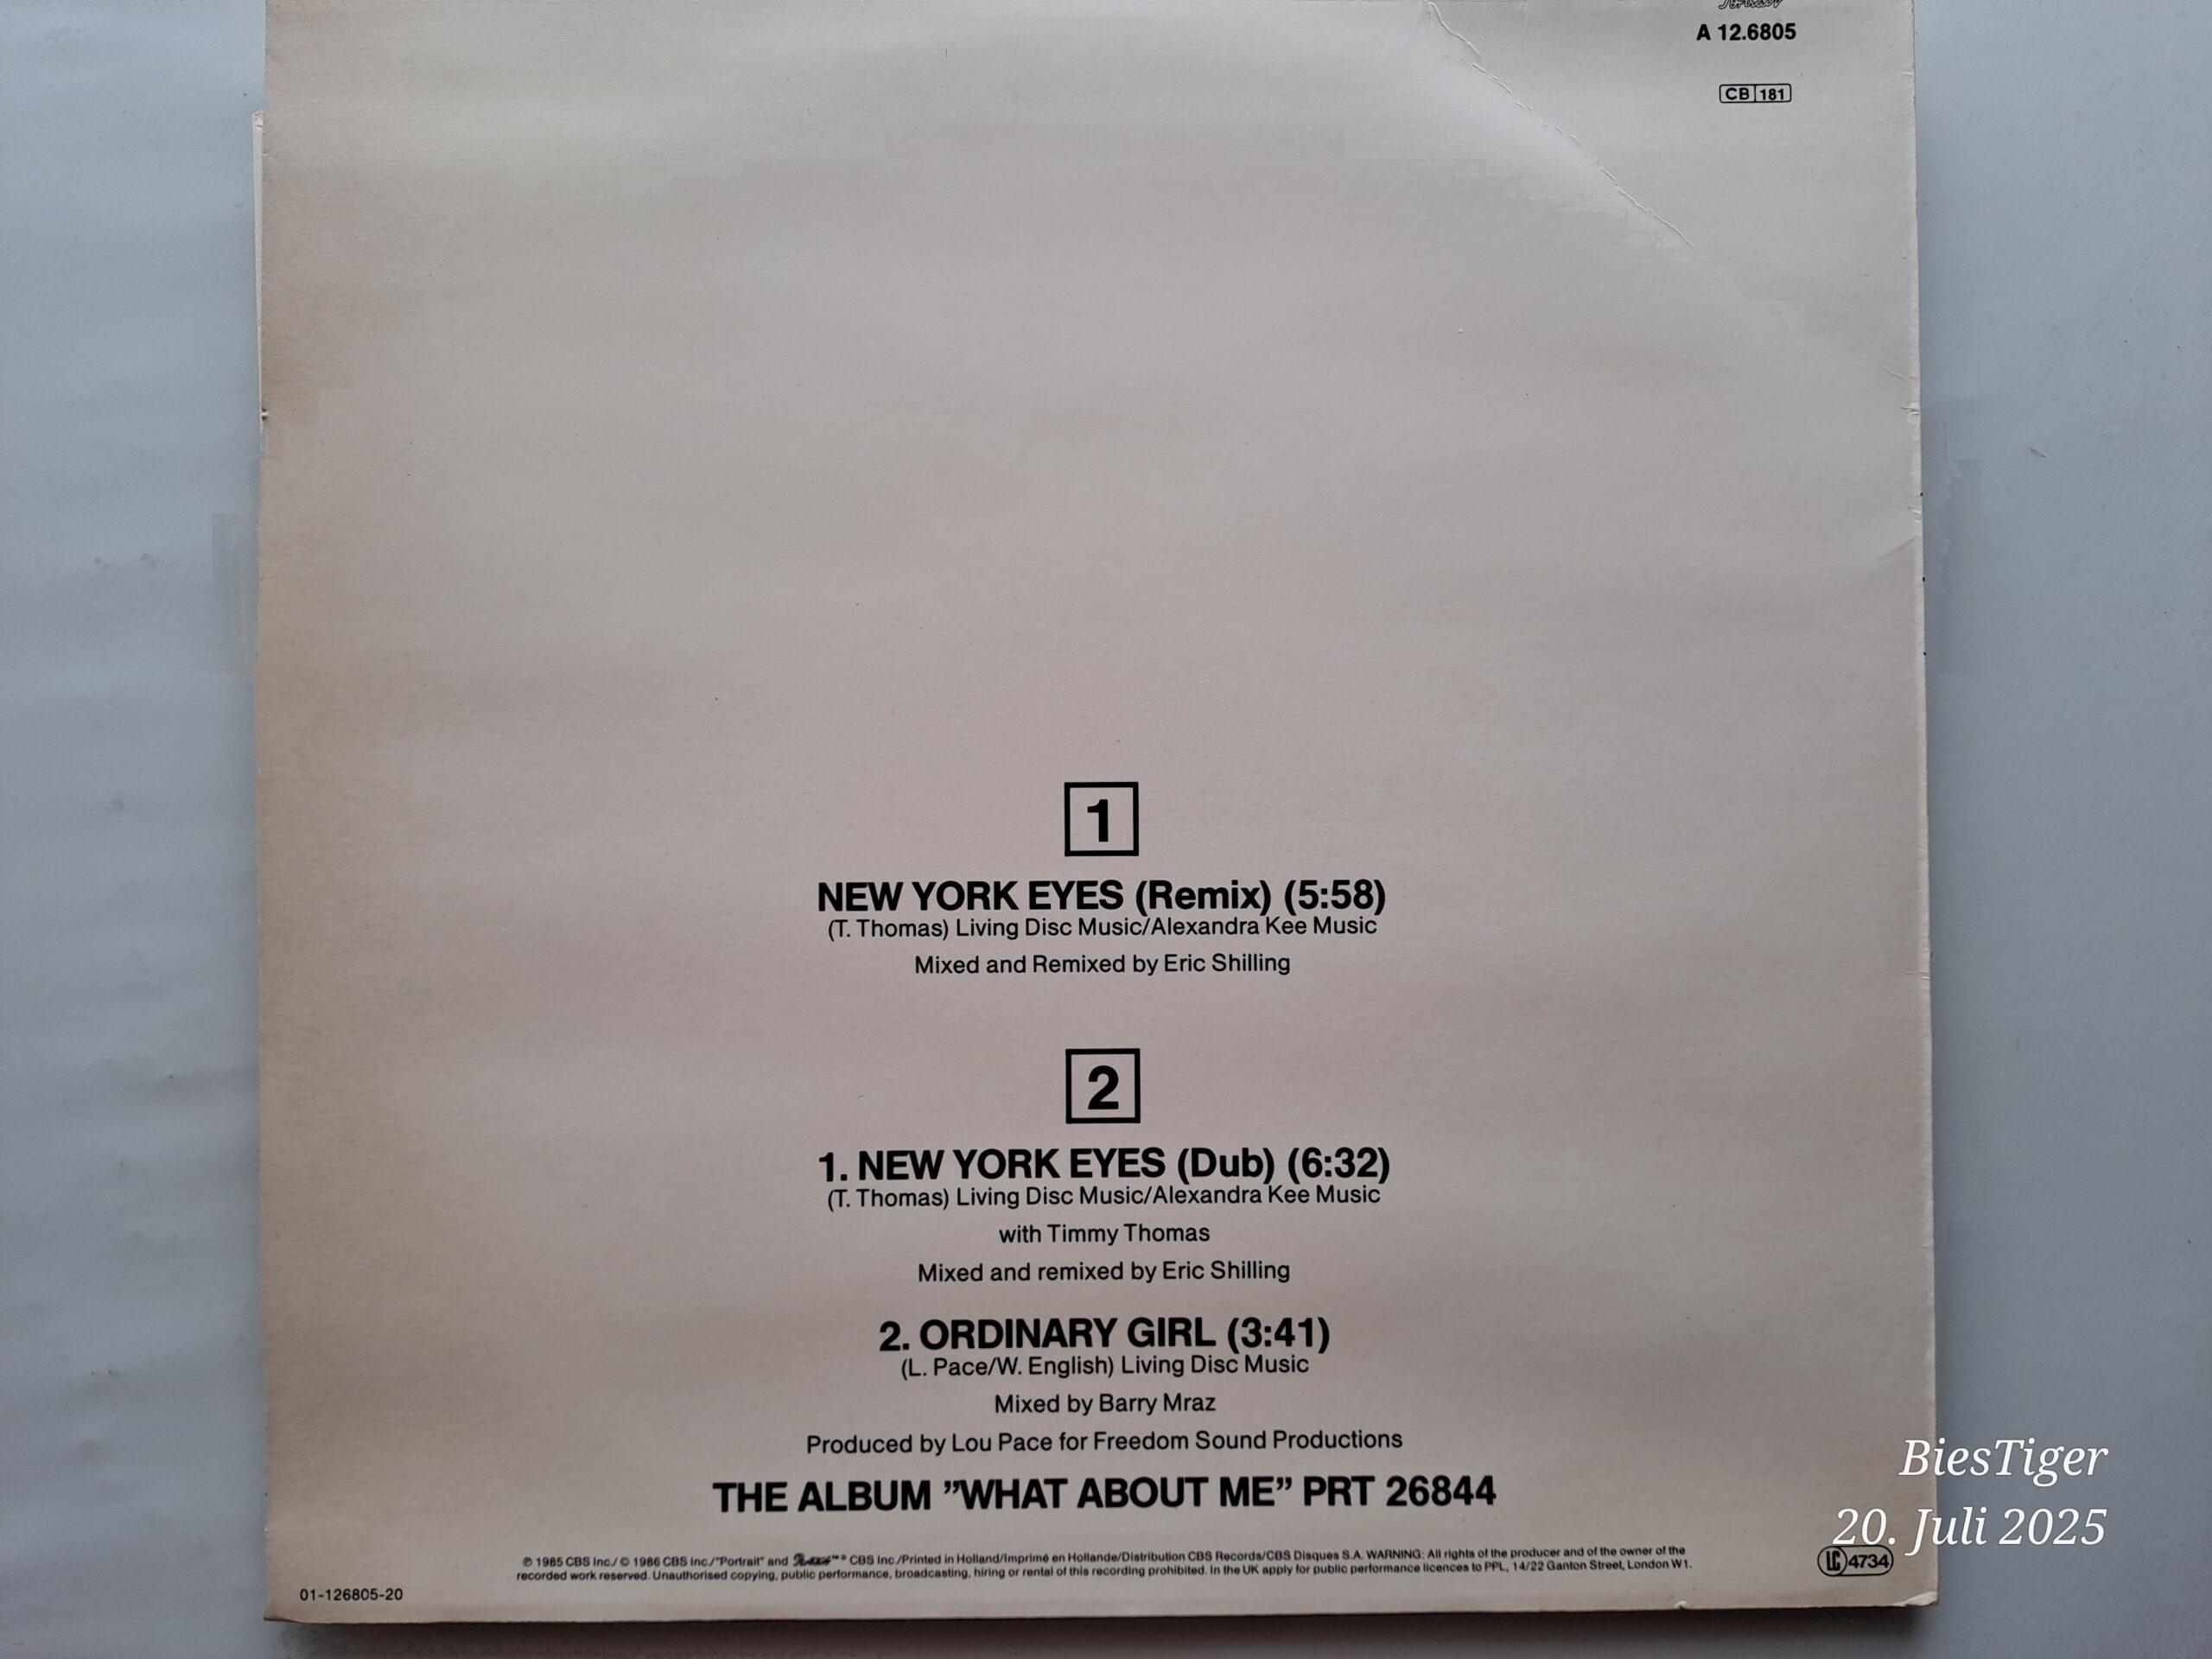 A 12.6805
CB 181
1
NEW YORK EYES (Remix) (5:58)
(T. Thomas) Living Disc Music/Alexandra Kee Music
Mixed and Remixed by Eric Shilling
2
1. NEW YORK EYES (Dub) (6:32)
(T. Thomas) Living Disc Music/Alexandra Kee Music
with Timmy Thomas
Mixed and remixed by Eric Shilling
2. ORDINARY GIRL (3:41)
(L. Pace/W. English) Living Disc Music
Mixed by Barry Mraz
Produced by Lou Pace for Freedom Sound Productions
THE ALBUM ”WHAT ABOUT ME” PRT 26844
℗ 1985 CBS Inc./ © 1986 CBS Inc./"Portrait" and Portrait ™ CBS Inc./Printed in Holland/Imprimé en Hollande/Distribution CBS Records/CBS Disques S.A. WARNING: All rights of the producer and of the owner of the
recorded work reserved. Unauthorised copying, public performance, broadcasting, hiring or rental of this recording prohibited. In the UK apply for public performance licences to PPL, 14/22 Ganton Street, London W1.
01-126805-20
LC 4734
BiesTiger
20. Juli 2025